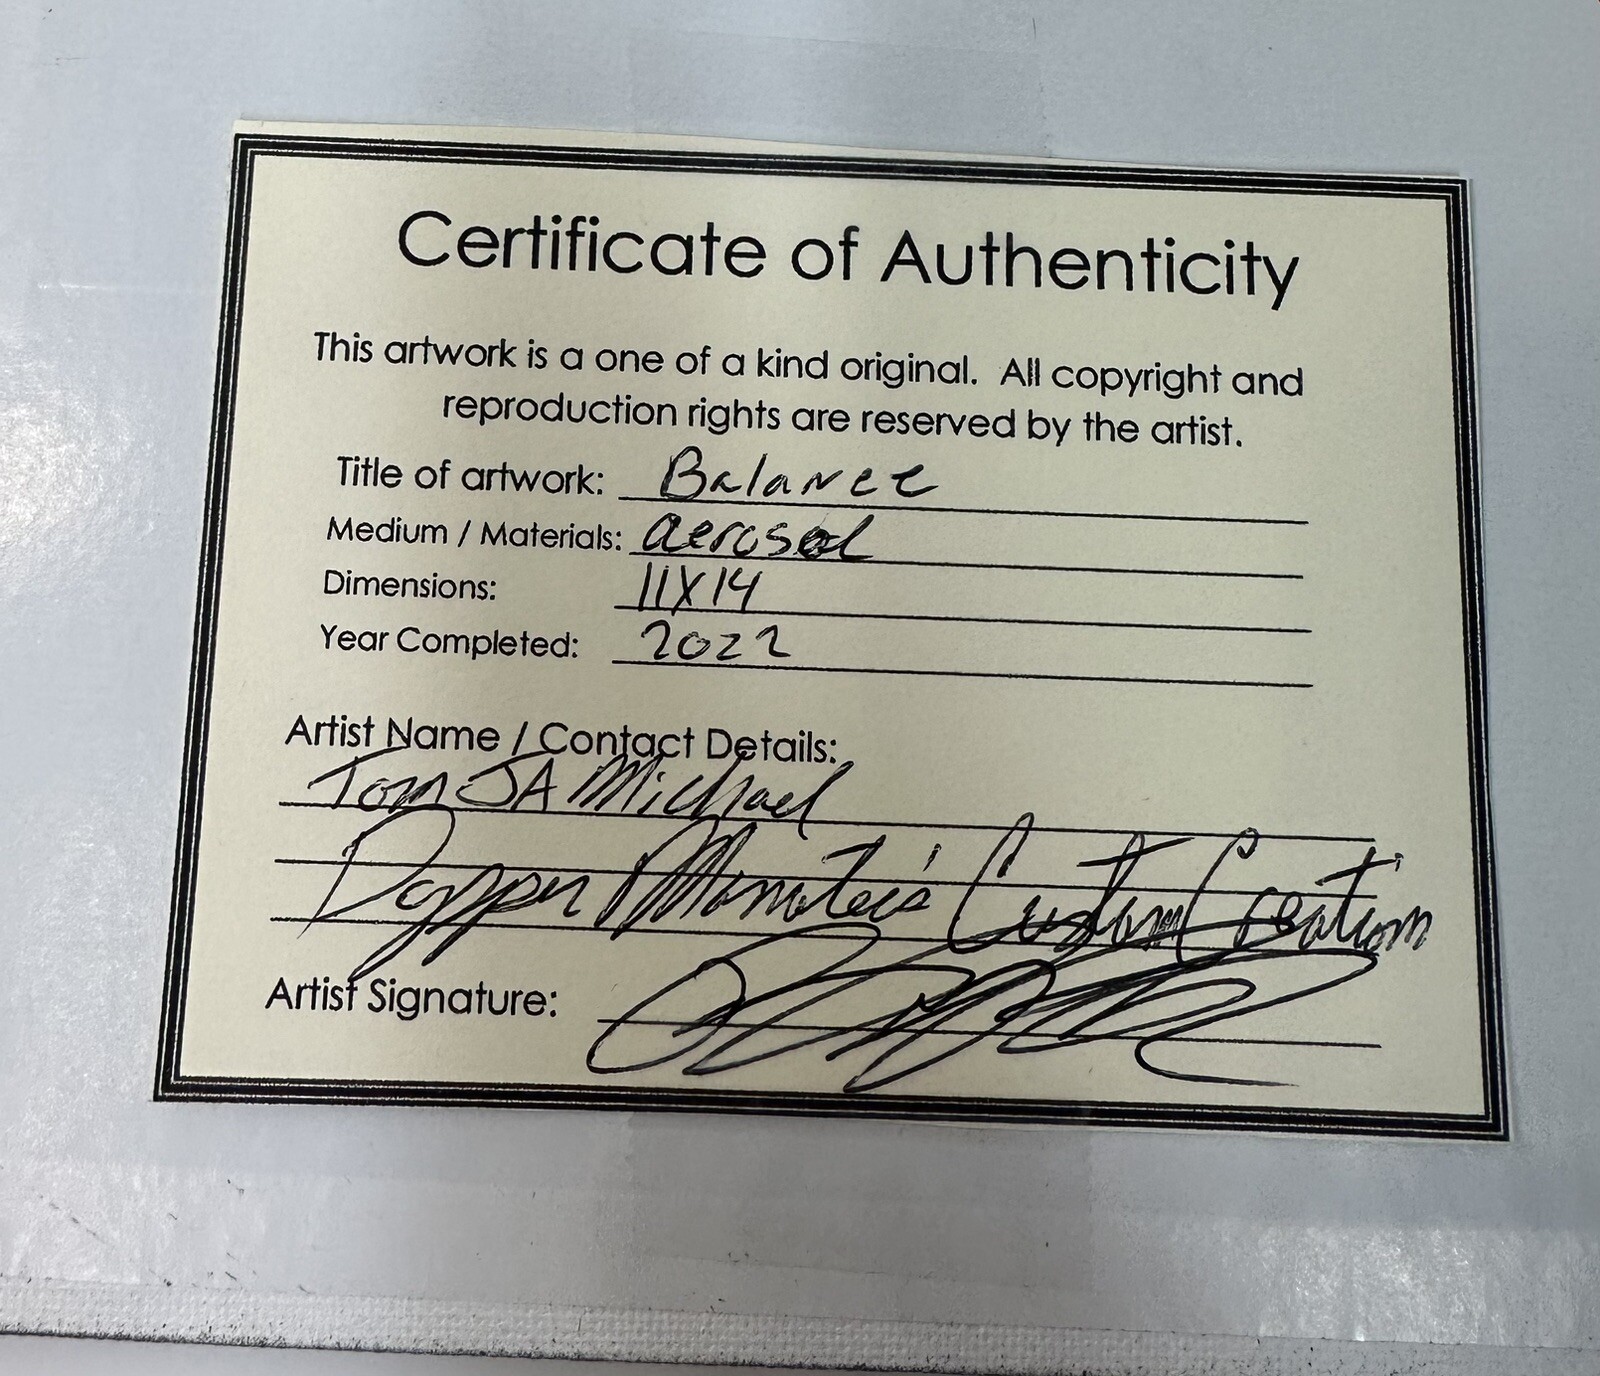 Certificate of Authenticity
This artwork is a one of a kind original. All copyright and
reproduction rights are reserved by the artist.
Title of artwork: Balance
Medium / Materials: aerosol
Dimensions: 11X14
Year Completed: 2022
Artist Name / Contact Details:
Tom JA Michael
Custom Creations
Artist Signature: